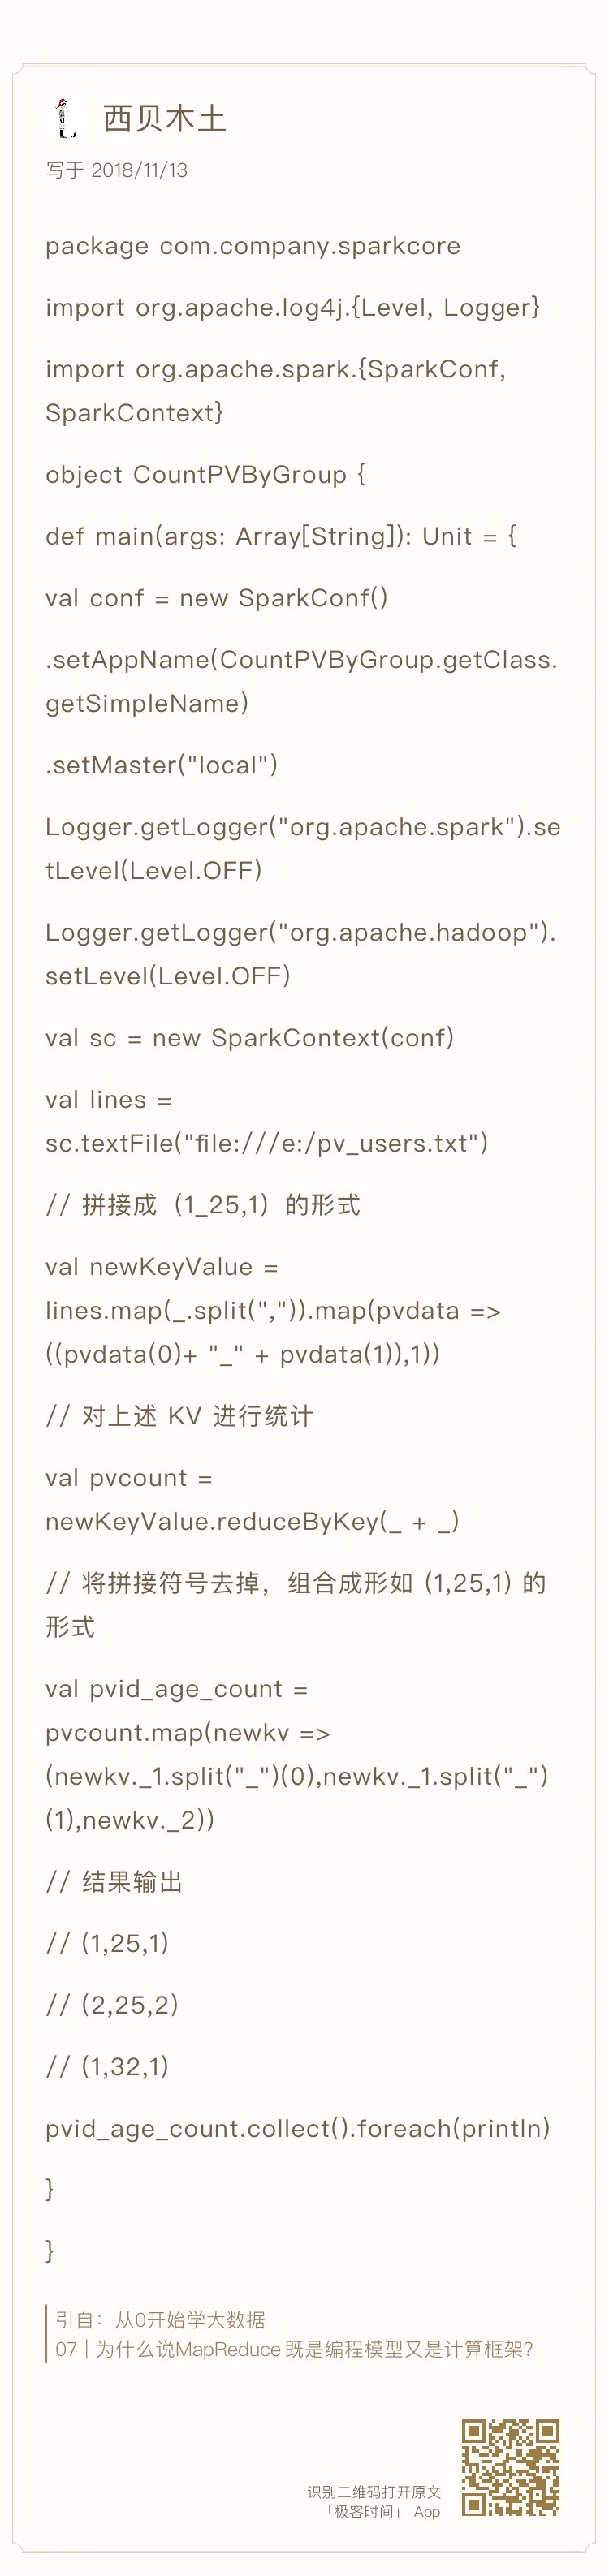 西贝木土
写于 2018/11/13
package com.company.sparkcore
import org.apache.log4j.{Level, Logger}
import org.apache.spark.{SparkConf,
SparkContext}
object CountPVByGroup {
def main(args: Array[String]): Unit = {
val conf = new SparkConf()
.setAppName(CountPVByGroup.getClass.
getSimpleName)
.setMaster("local")
Logger.getLogger("org.apache.spark").se
tLevel(Level.OFF)
Logger.getLogger("org.apache.hadoop").
setLevel(Level.OFF)
val sc = new SparkContext(conf)
val lines =
sc.textFile("file:///e:/pv_users.txt")
// 拼接成（1_25,1）的形式
val newKeyValue =
lines.map(_.split(",")).map(pvdata =>
((pvdata(0)+ "_" + pvdata(1)),1))
// 对上述 KV 进行统计
val pvcount =
newKeyValue.reduceByKey(_ + _)
// 将拼接符号去掉，组合成形如 (1,25,1) 的
形式
val pvid_age_count =
pvcount.map(newkv =>
(newkv._1.split("_")(0),newkv._1.split("_")
(1),newkv._2))
// 结果输出
// (1,25,1)
// (2,25,2)
// (1,32,1)
pvid_age_count.collect().foreach(println)
}
}
引自：从0开始学大数据
07 | 为什么说MapReduce 既是编程模型又是计算框架?
识别二维码打开原文
「极客时间」 App